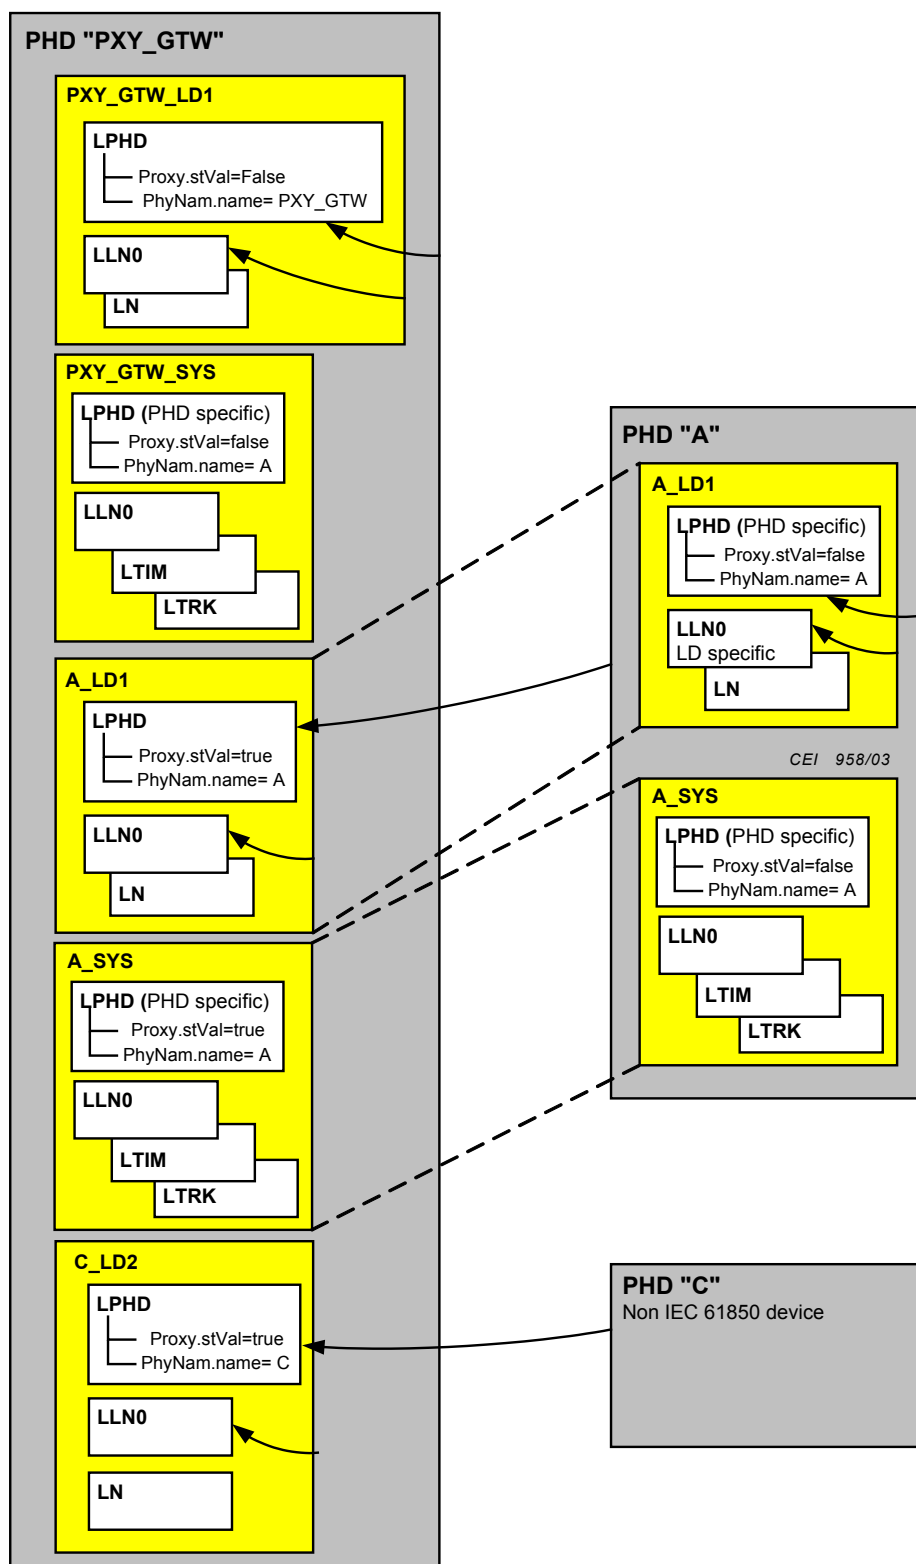 PHD "PXY_GTW"
PXY_GTW_LD1
LPHD
Proxy.stVal=False
PhyNam.name= PXY_GTW
LLN0
LN
PXY_GTW_SYS
LPHD (PHD specific)
Proxy.stVal=false
PhyNam.name= A
LLN0
LTIM
LTRK
A_LD1
LPHD
Proxy.stVal=true
PhyNam.name= A
LLN0
LN
A_SYS
LPHD (PHD specific)
Proxy.stVal=true
PhyNam.name= A
LLN0
LTIM
LTRK
C_LD2
LPHD
Proxy.stVal=true
PhyNam.name= C
LLN0
LN
PHD "A"
A_LD1
LPHD (PHD specific)
Proxy.stVal=false
PhyNam.name= A
LLN0
LD specific
LN
CEI 958/03
A_SYS
LPHD (PHD specific)
Proxy.stVal=false
PhyNam.name= A
LLN0
LTIM
LTRK
PHD "C"
Non IEC 61850 device